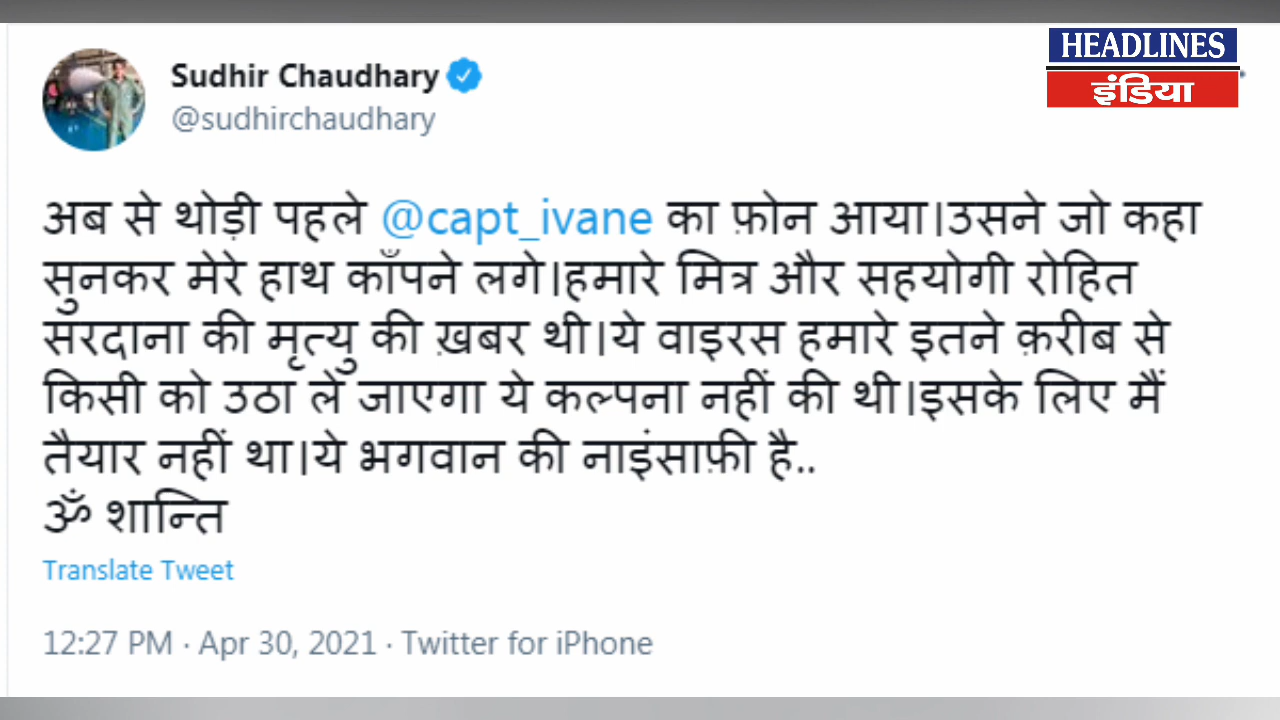 HEADLINES
इंडिया
Sudhir Chaudhary
@sudhirchaudhary
अब से थोड़ी पहले @capt_ivane का फ़ोन आया।उसने जो कहा
सुनकर मेरे हाथ काँपने लगे।हमारे मित्र और सहयोगी रोहित
सरदाना की मृत्यु की ख़बर थी।ये वाइरस हमारे इतने क़रीब से
किसी को उठा ले जाएगा ये कल्पना नहीं की थी।इसके लिए मैं
तैयार नहीं था।ये भगवान की नाइंसाफ़ी है..
ॐ शान्ति
Translate Tweet
12:27 PM · Apr 30, 2021 · Twitter for iPhone